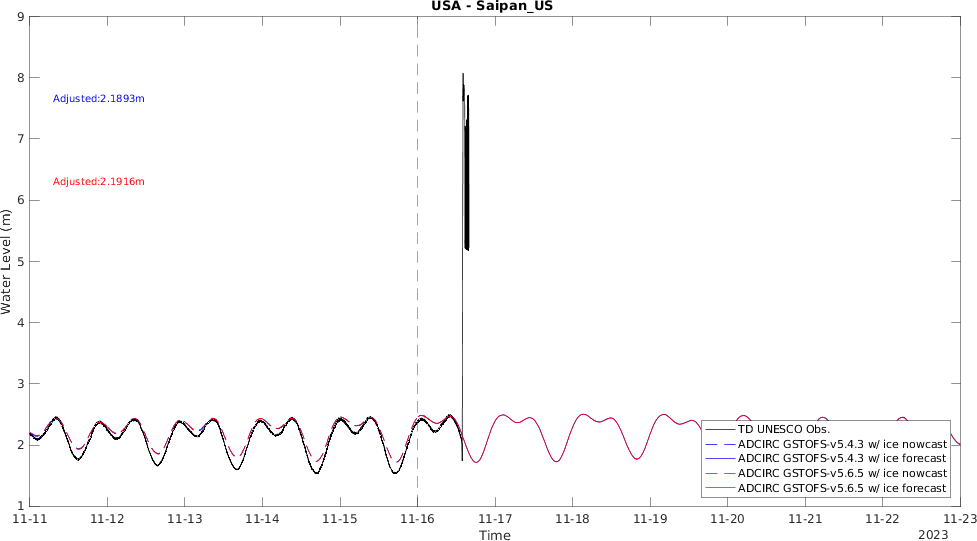 USA - Saipan_US
9
8
7
6
5
4
3
2
1
Water Level (m)
Adjusted:2.1893m
Adjusted:2.1916m
TD UNESCO Obs.
ADCIRC GSTOFS-v5.4.3 w/ ice nowcast
ADCIRC GSTOFS-v5.4.3 w/ ice forecast
ADCIRC GSTOFS-v5.6.5 w/ ice nowcast
ADCIRC GSTOFS-v5.6.5 w/ ice forecast
11-11 11-12 11-13 11-14 11-15 11-16 11-17 11-18 11-19 11-20 11-21 11-22 11-23
Time
2023